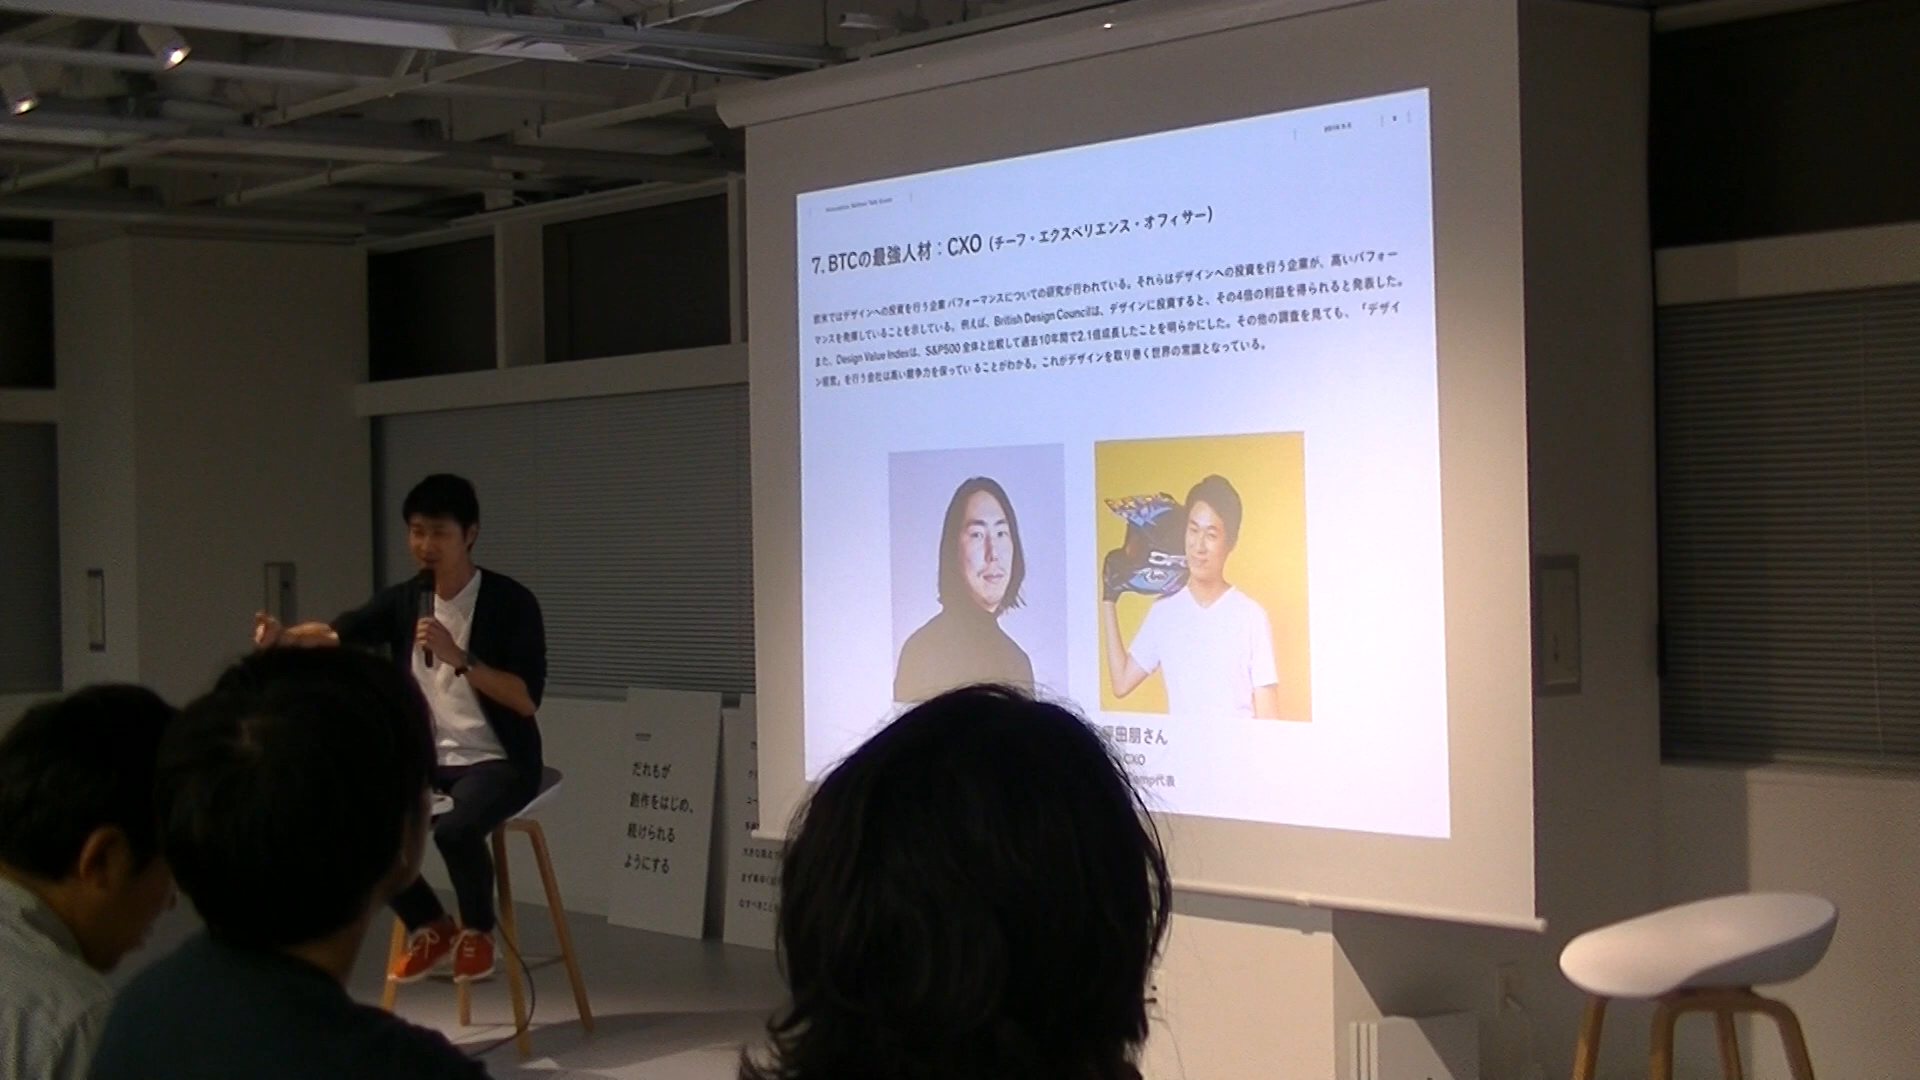 Innovation Talk Event
2018.9.6
7. BTCの最強人材：CXO（チーフ・エクスペリエンス・オフィサー）
欧米ではデザインへの投資を行う企業 パフォーマンスについての研究が行われている。それらはデザインへの投資を行う企業が、高いパフォー
マンスを発揮していることを示している。例えば、British Design Councilは、デザインに投資すると、その4倍の利益を得られると発表した。
また、Design Value Indexは、S&P500 全体と比較して過去10年間で2.1倍成長したことを明らかにした。その他の調査を見ても、「デザイ
ン経営」を行う会社は高い競争力を保っていることがわかる。これがデザインを取り巻く世界の常識となっている。
田朋さん
CXO
代表
だれもが
創作をはじめ、
続けられる
ようにする